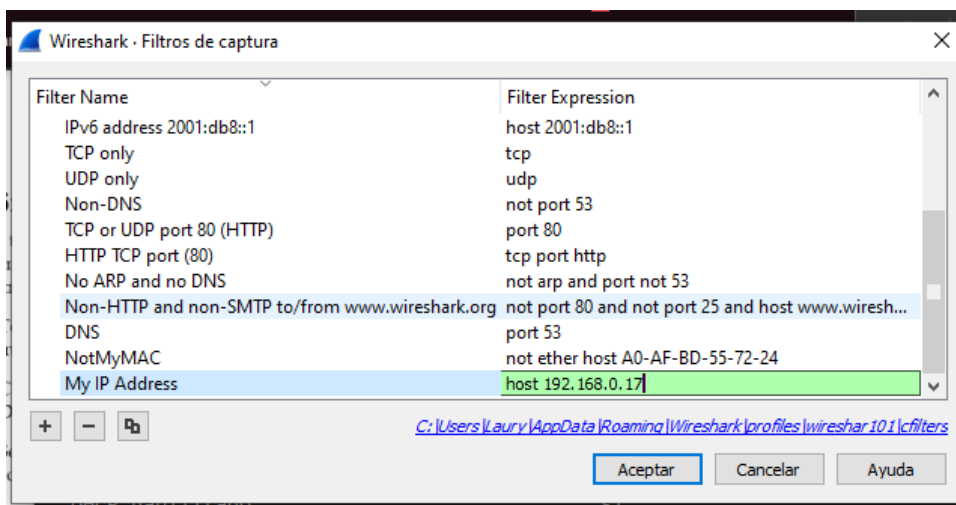 Wireshark · Filtros de captura
Filter Name Filter Expression
IPv6 address 2001:db8::1 host 2001:db8::1
TCP only tcp
UDP only udp
Non-DNS not port 53
TCP or UDP port 80 (HTTP) port 80
HTTP TCP port (80) tcp port http
No ARP and no DNS not arp and port not 53
Non-HTTP and non-SMTP to/from www.wireshark.org not port 80 and not port 25 and host www.wiresh...
DNS port 53
NotMyMAC not ether host A0-AF-BD-55-72-24
My IP Address host 192.168.0.17
C:\Users\Laury\AppData\Roaming\Wireshark\profiles\wireshar101\cfilters
Aceptar Cancelar Ayuda